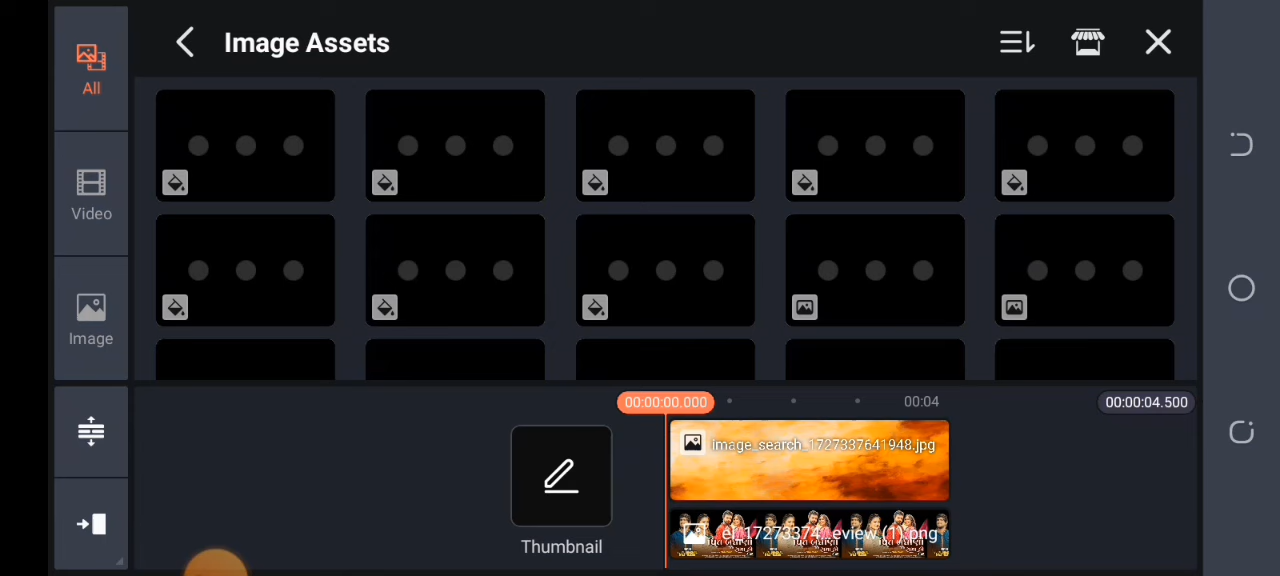 Image Assets
All
Video
Image
00:00:00.000
00:04
00:00:04.500
image_search_1727337641948.jpg
Thumbnail